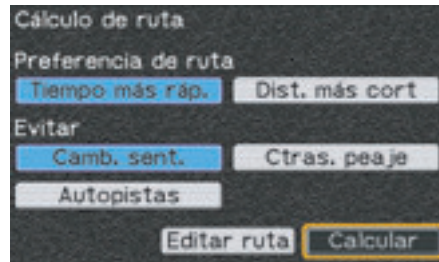 Cálculo de ruta
Preferencia de ruta
Tiempo más ráp. Dist. más cort
Evitar
Camb. sent. Ctras. peaje
Autopistas
Editar ruta Calcular